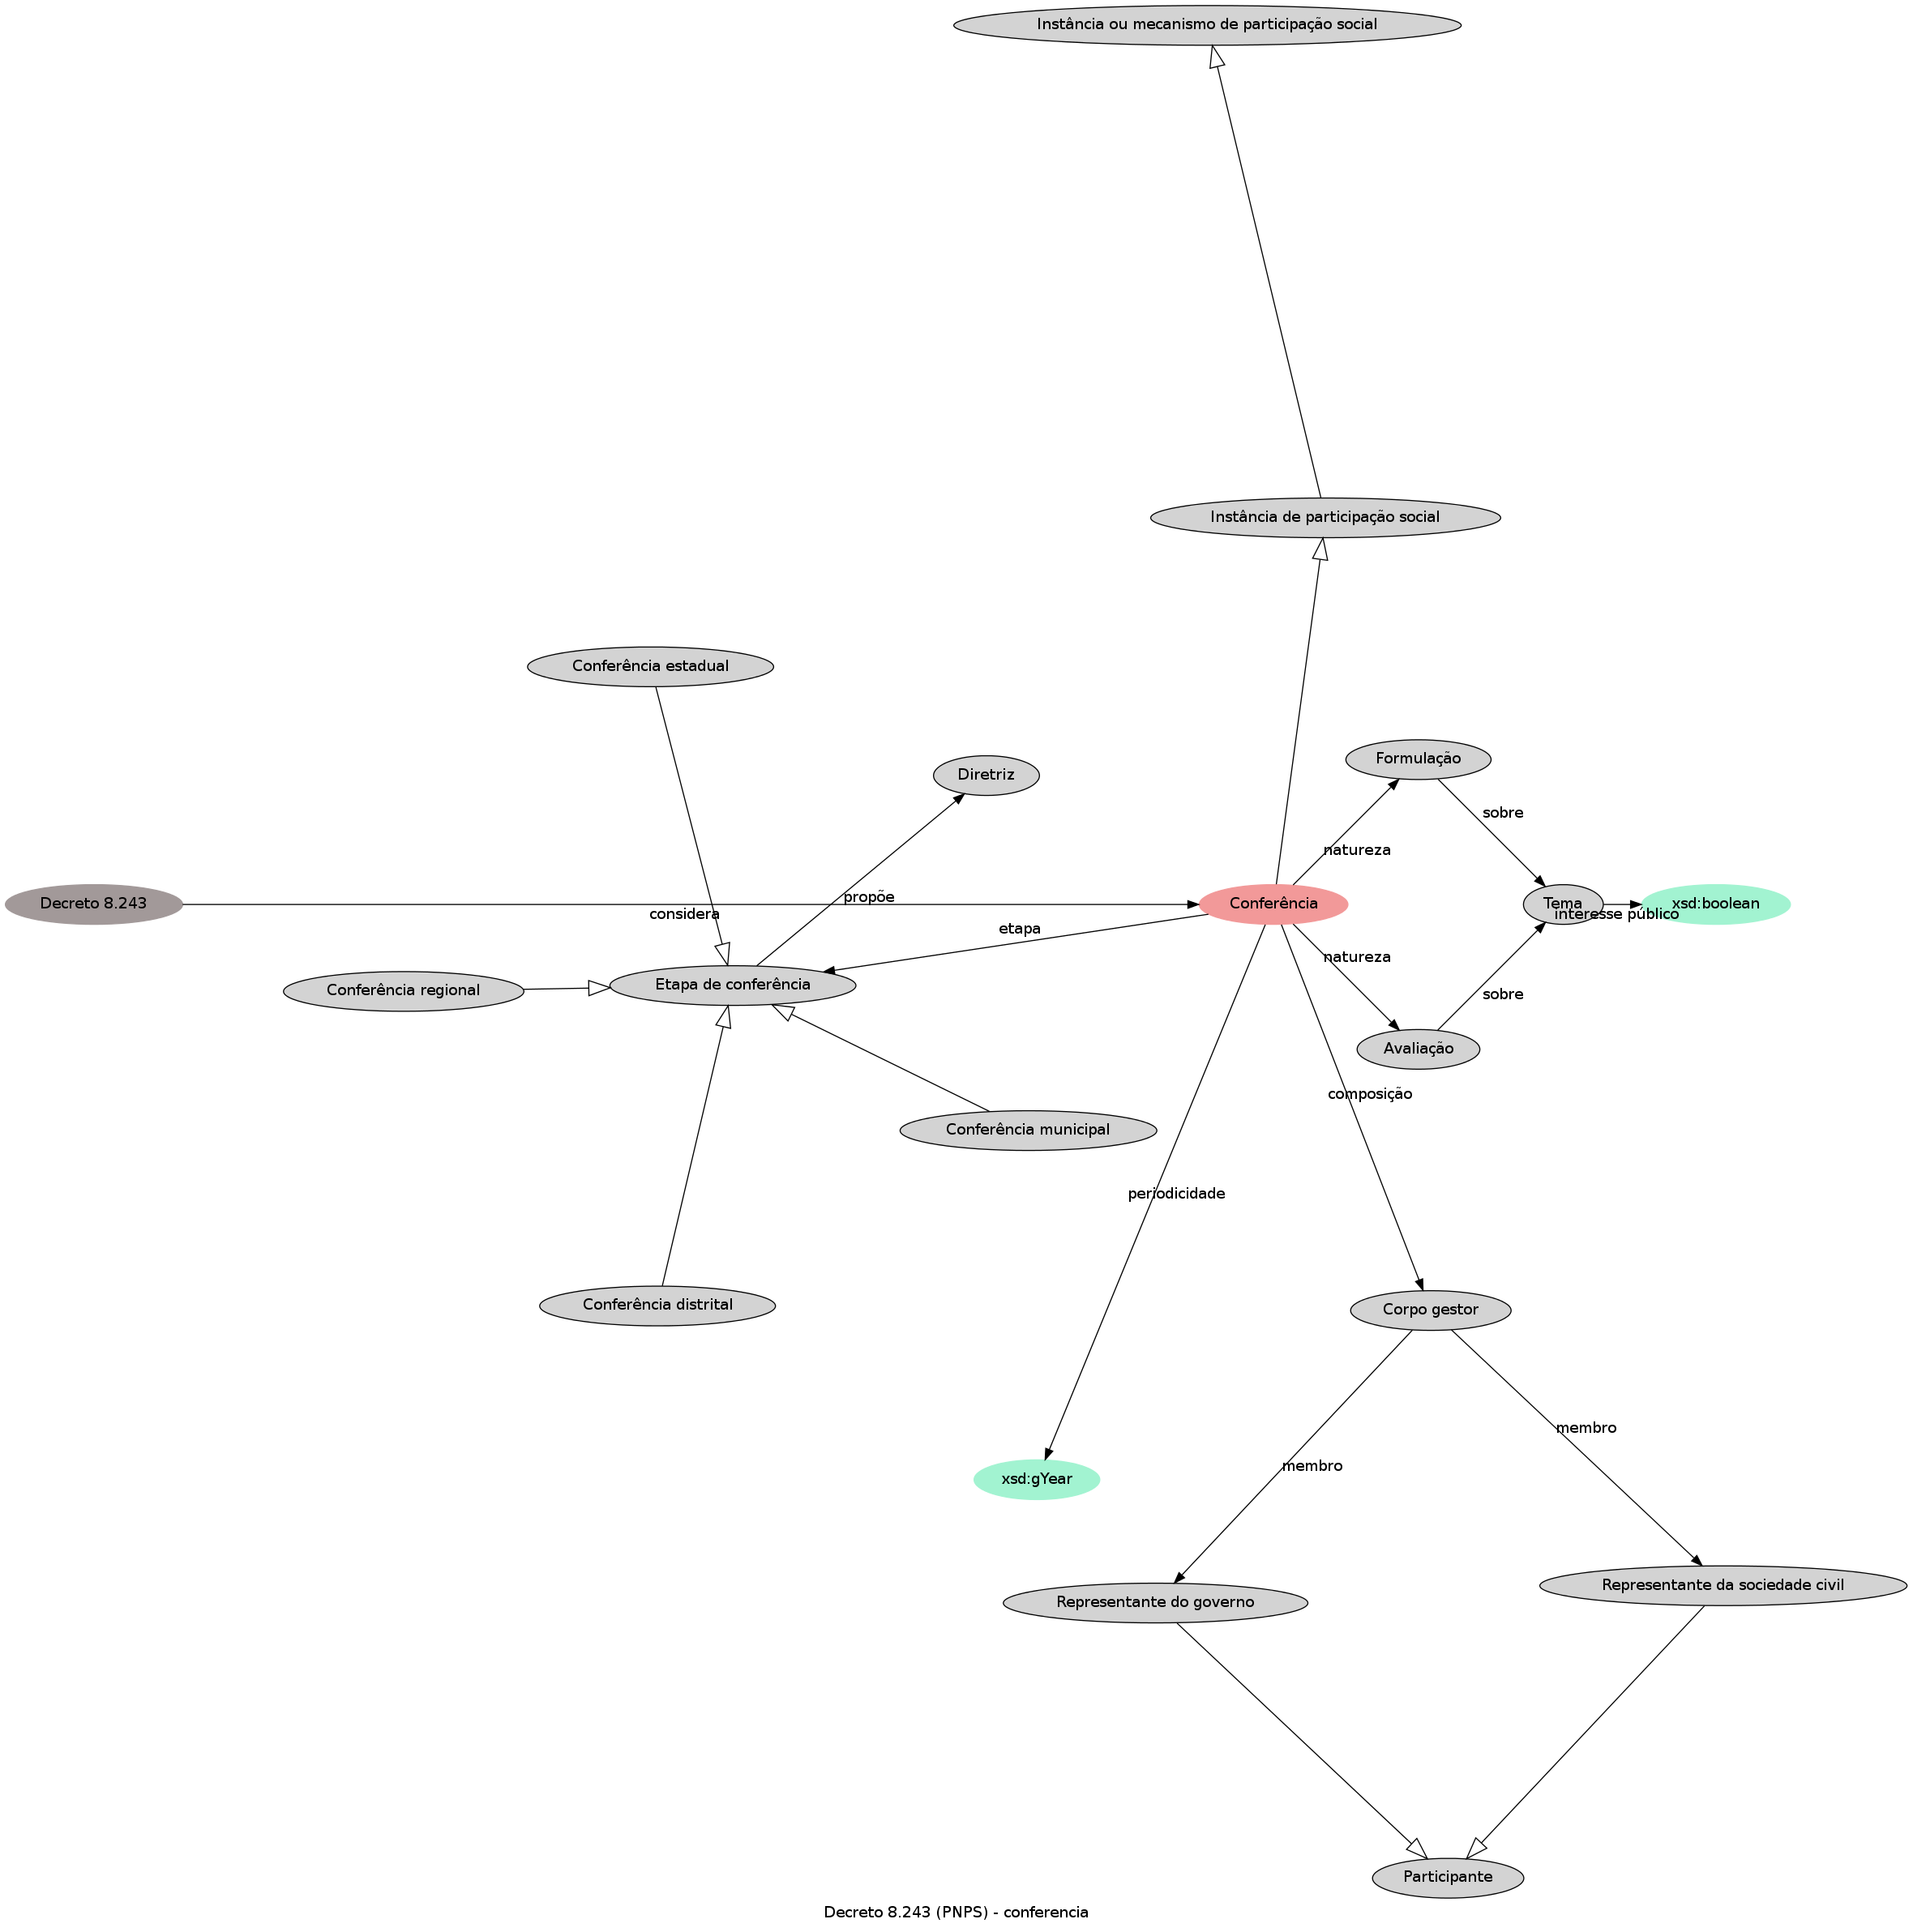 Instância ou mecanismo de participação social
Instância de participação social
Conferência estadual
Formulação
Diretriz
sobre
natureza
propõe
Decreto 8.243
Conferência
Tema
xsd:boolean
considera
interesse público
etapa
natureza
Etapa de conferência
Conferência regional
sobre
Avaliação
composição
Conferência municipal
periodicidade
Conferência distrital
Corpo gestor
membro
membro
xsd:gYear
Representante da sociedade civil
Representante do governo
Participante
Decreto 8.243 (PNPS) - conferencia